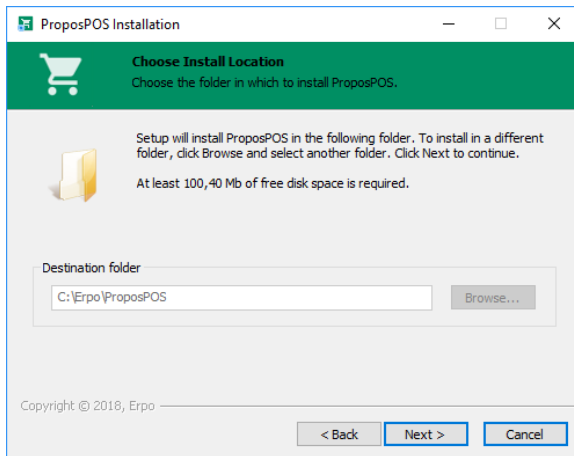 ProposPOS Installation
Choose Install Location
Choose the folder in which to install ProposPOS.
Setup will install ProposPOS in the following folder. To install in a different
folder, click Browse and select another folder. Click Next to continue.
At least 100,40 Mb of free disk space is required.
Destination folder
C:\Erpo\ProposPOS
Browse...
Copyright © 2018, Erpo
< Back
Next >
Cancel